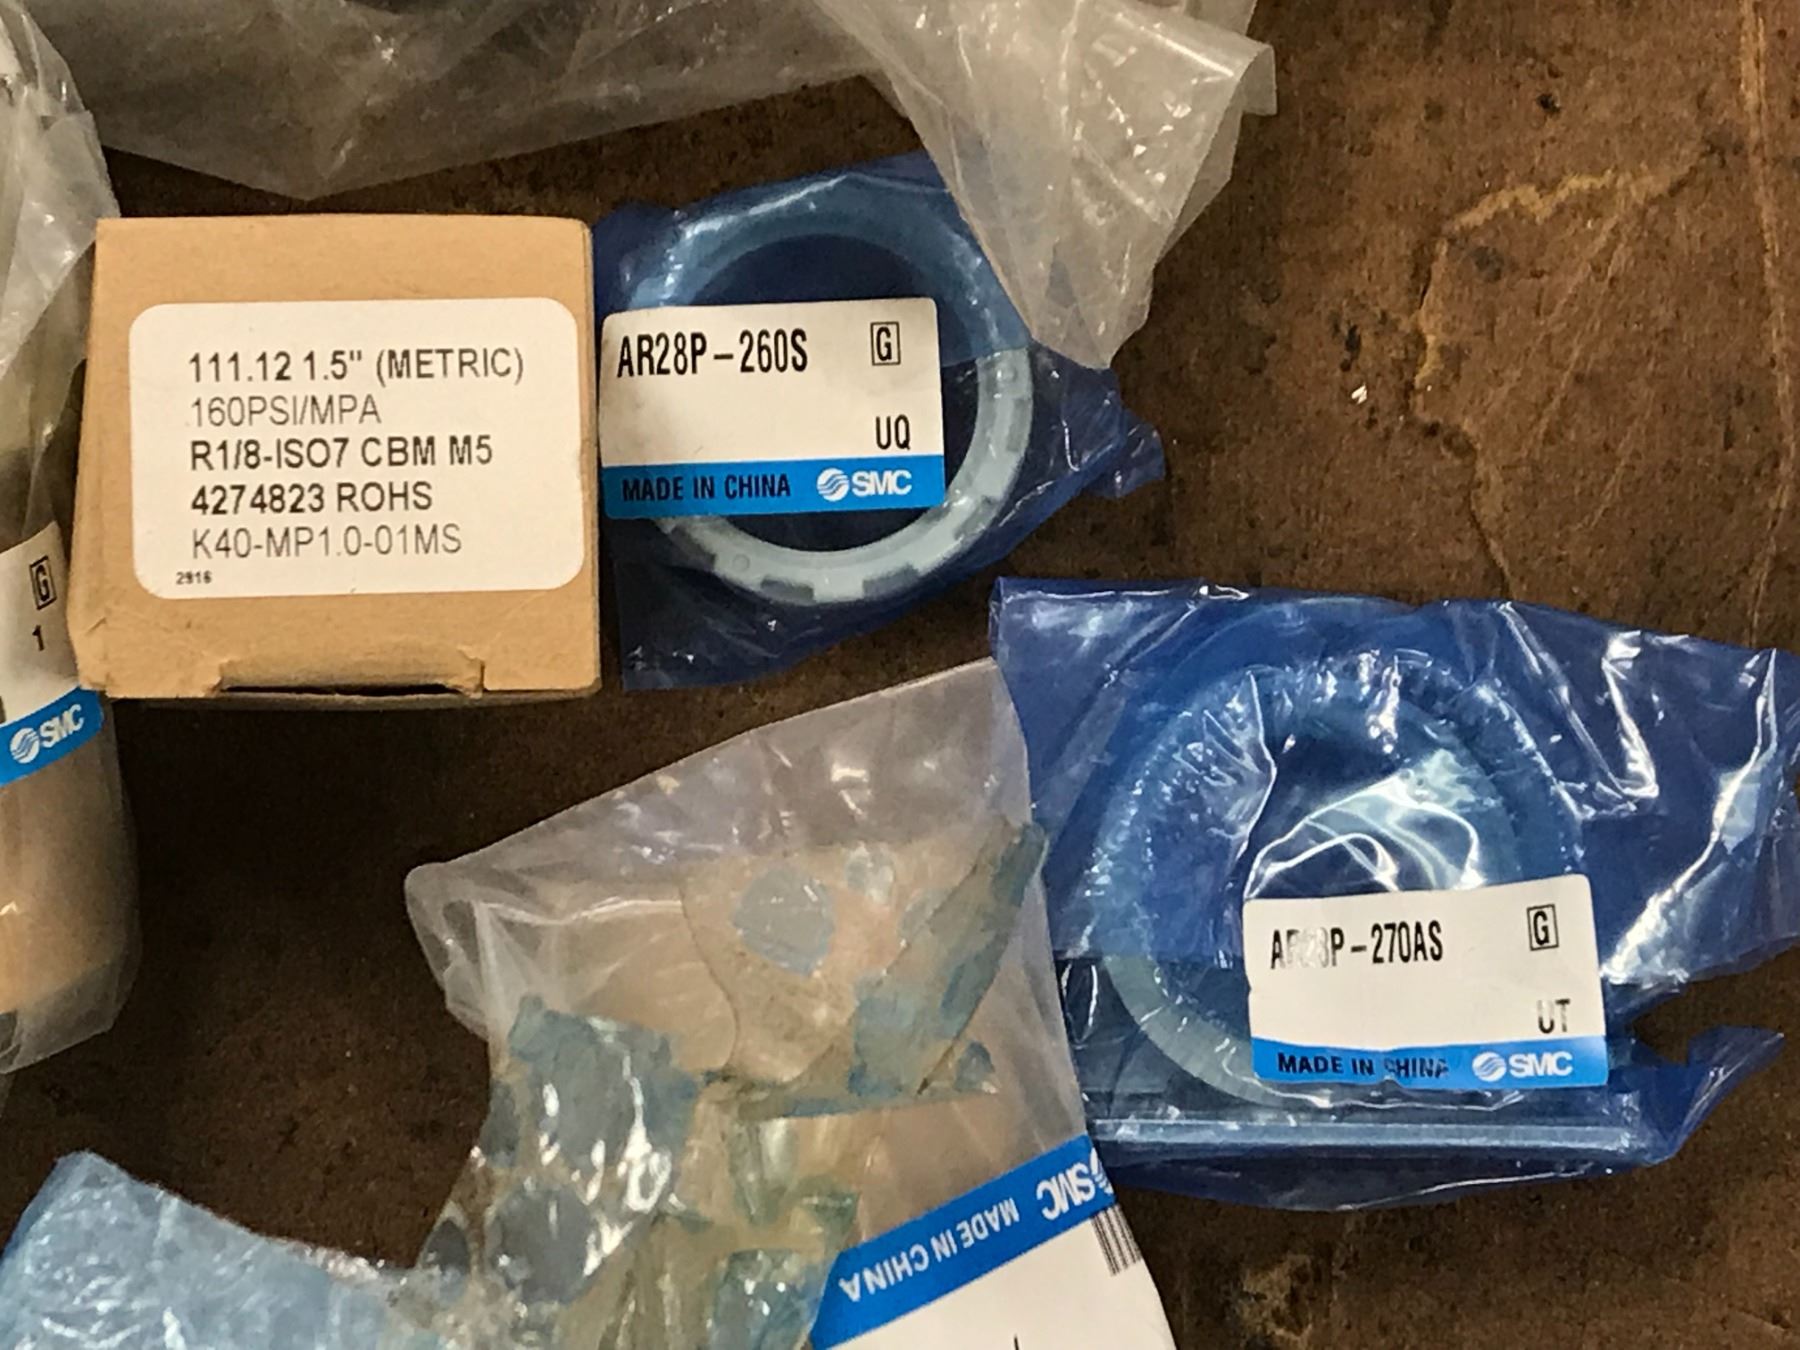 111.12 1.5" (METRIC)
.160PSI/MPA
R1/8-ISO7 CBM M5
4274823 ROHS
K40-MP1.0-01MS
2916
AR28P-260S G
UQ
MADE IN CHINA SMC
G
1
SMC
P-270AS G
UT
MADE IN CHINA SMC
SMC MADE IN CHINA